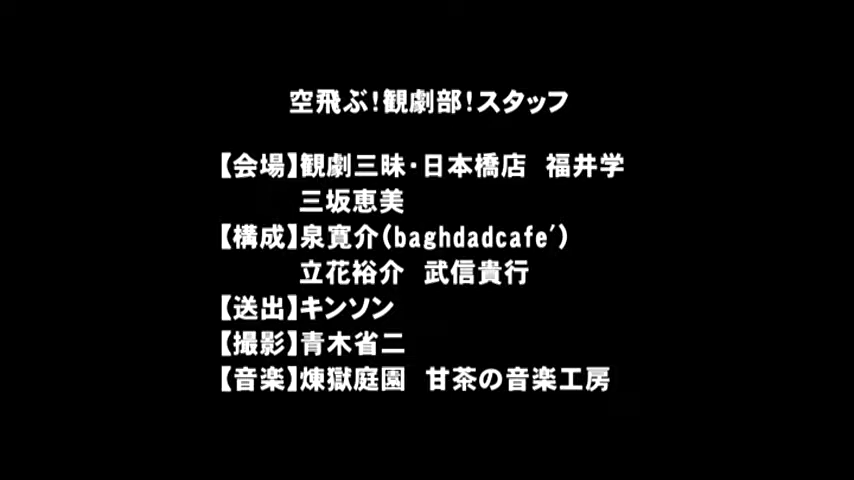 空飛ぶ！観劇部！スタッフ
【会場】観劇三昧・日本橋店　福井学
三坂恵美
【構成】泉寛介(baghdadcafe')
立花裕介　武信貴行
【送出】キンソン
【撮影】青木省二
【音楽】煉獄庭園　甘茶の音楽工房